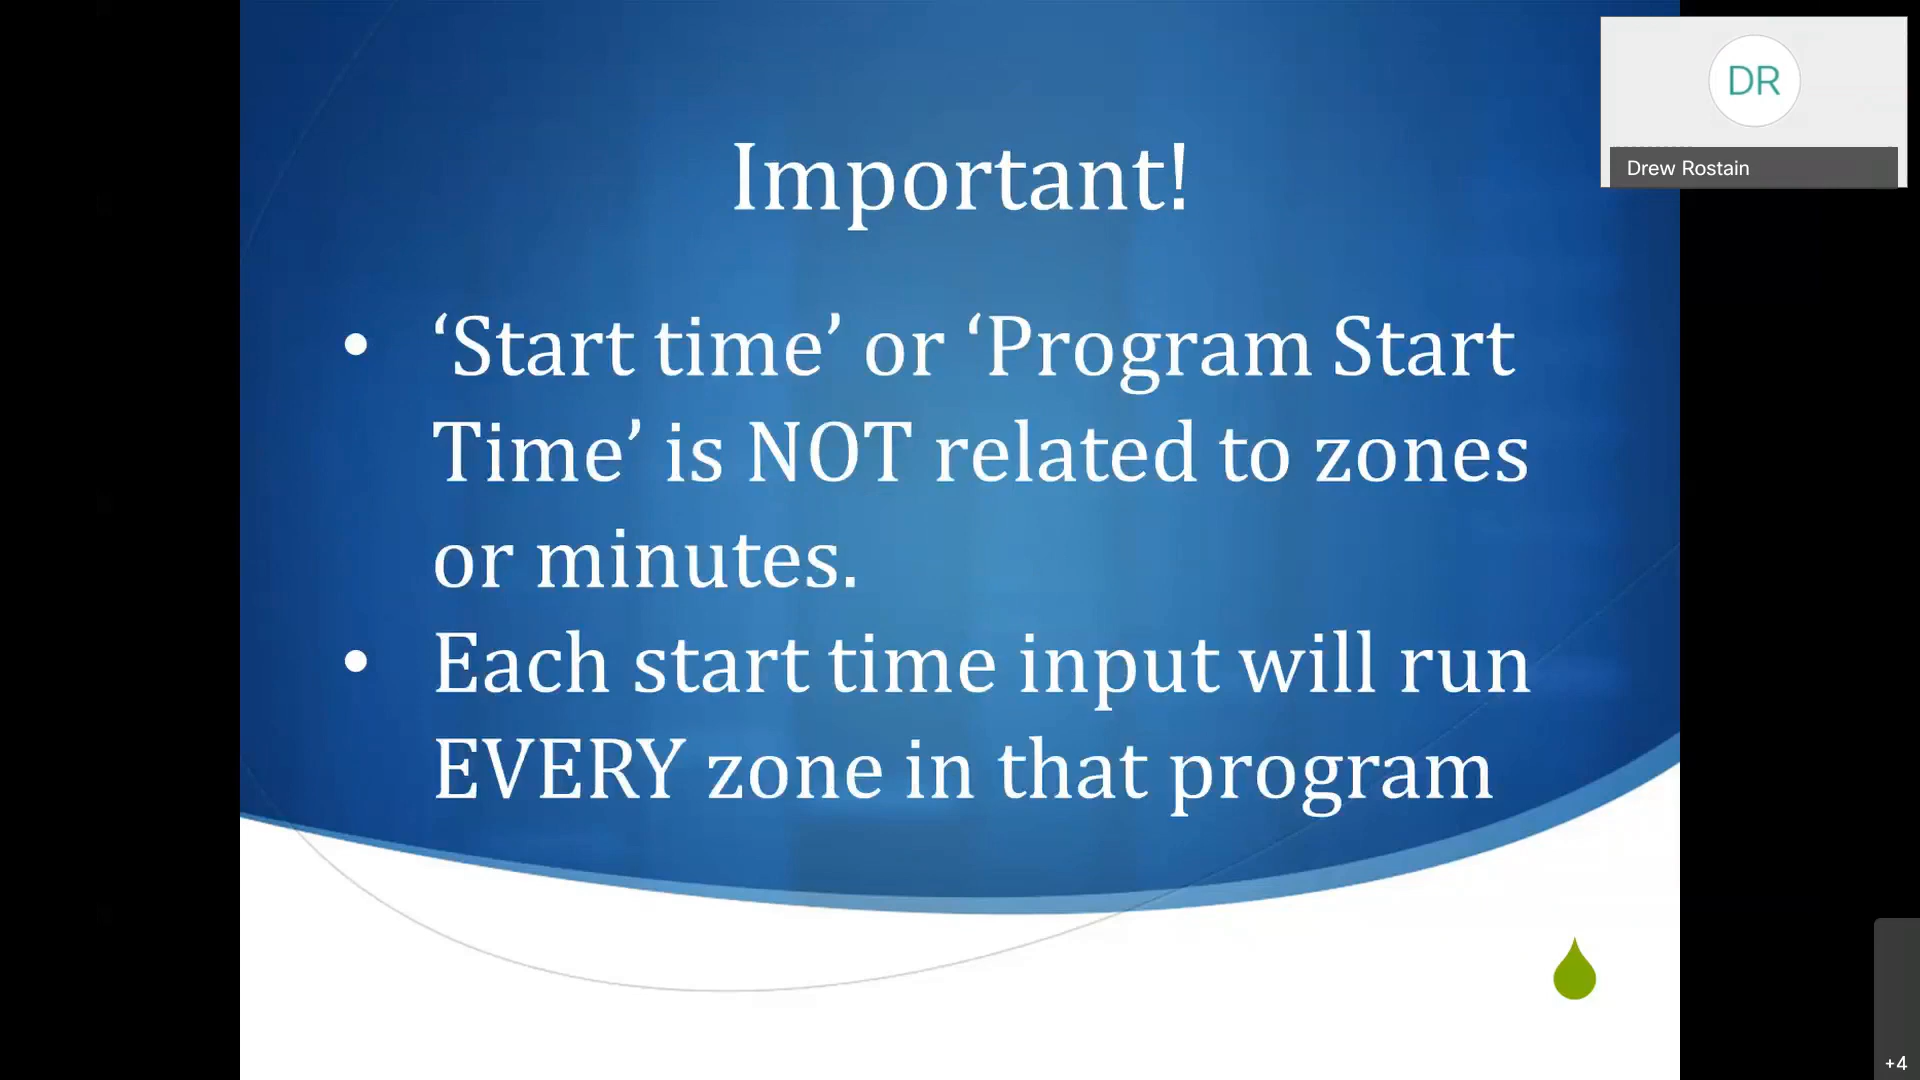 Important!
• ‘Start time’ or ‘Program Start
Time’ is NOT related to zones
or minutes.
• Each start time input will run
EVERY zone in that program
DR
Drew Rostain
+4